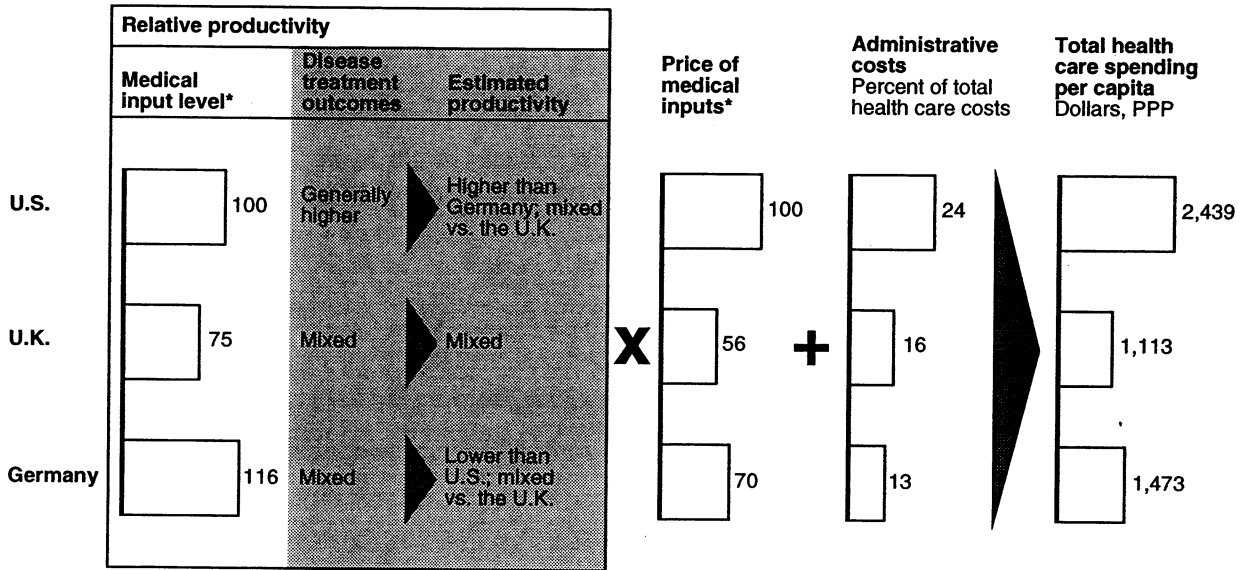 Relative productivity
Medical
input level*
Disease
treatment
outcomes
Estimated
productivity
Price of
medical
inputs*
Administrative
costs
Percent of total
health care costs
Total health
care spending
per capita
Dollars, PPP
U.S.
100
Generally
higher
Higher than
Germany; mixed
vs. the U.K.
100
24
2,439
U.K.
75
Mixed
Mixed
X
56
+
16
1,113
Germany
116
Mixed
Lower than
U.S.; mixed
vs. the U.K.
70
13
1,473